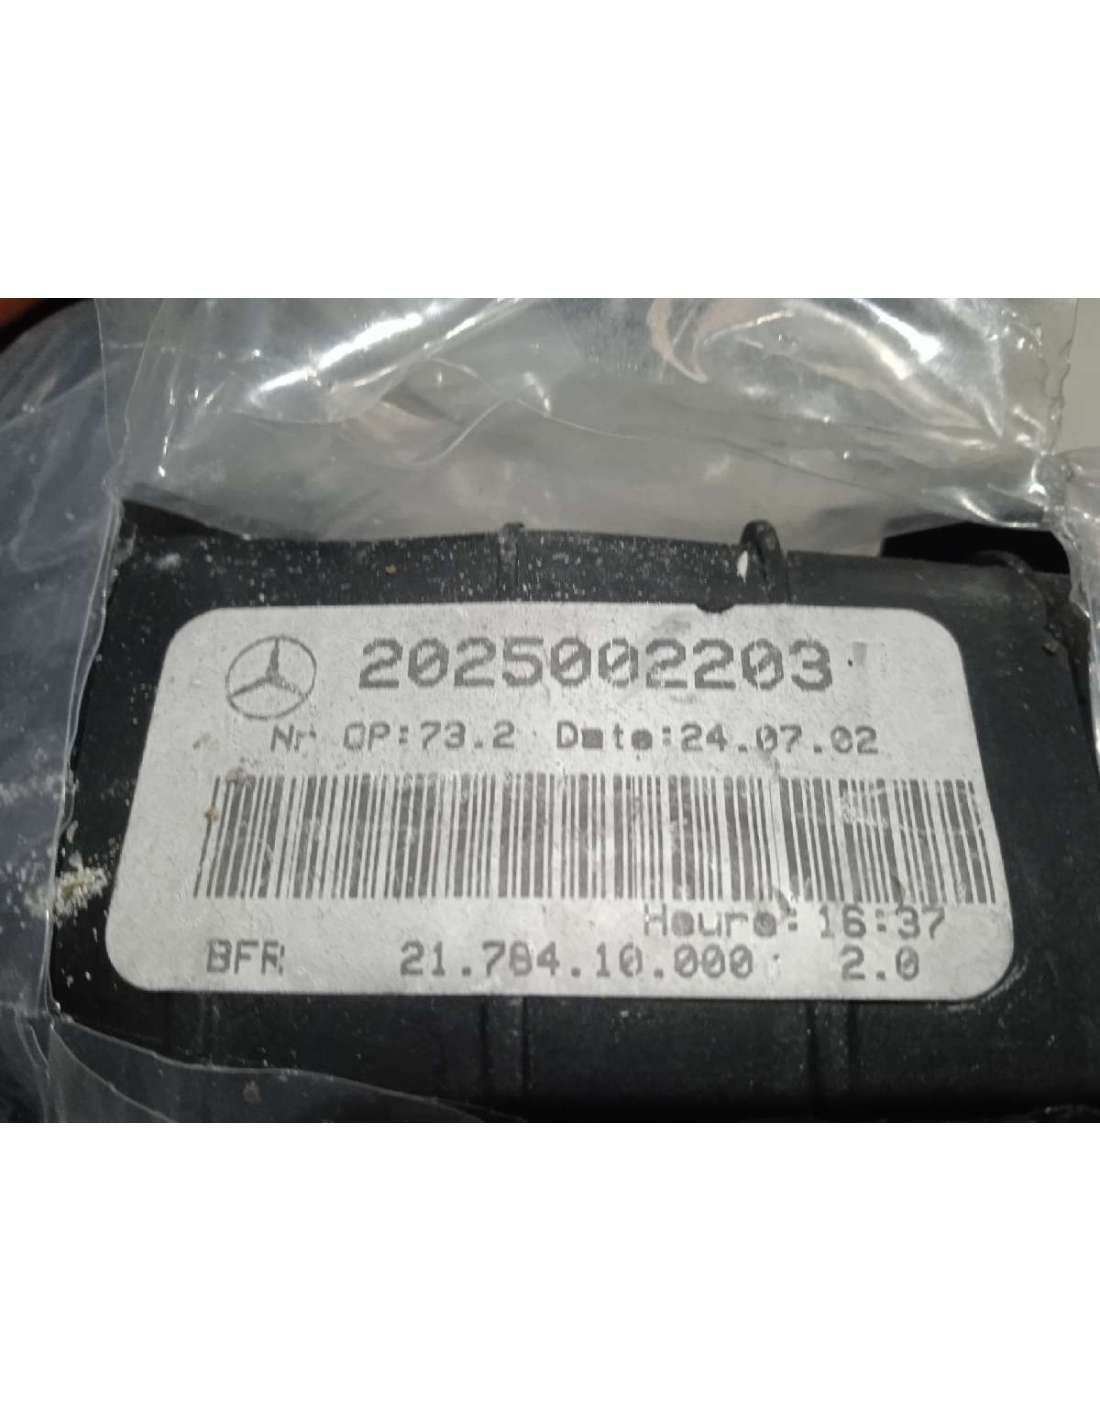 2025002203
Nr OP:73.2 Date:24.07.02
Heure: 16:37
BFR 21.784.10.000 2.0